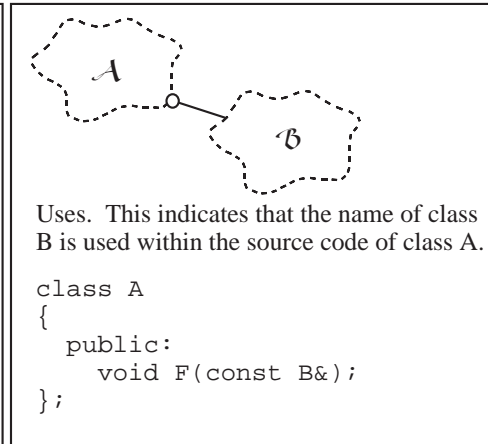 A
B
Uses. This indicates that the name of class
B is used within the source code of class A.
class A
{
public:
void F(const B&);
};